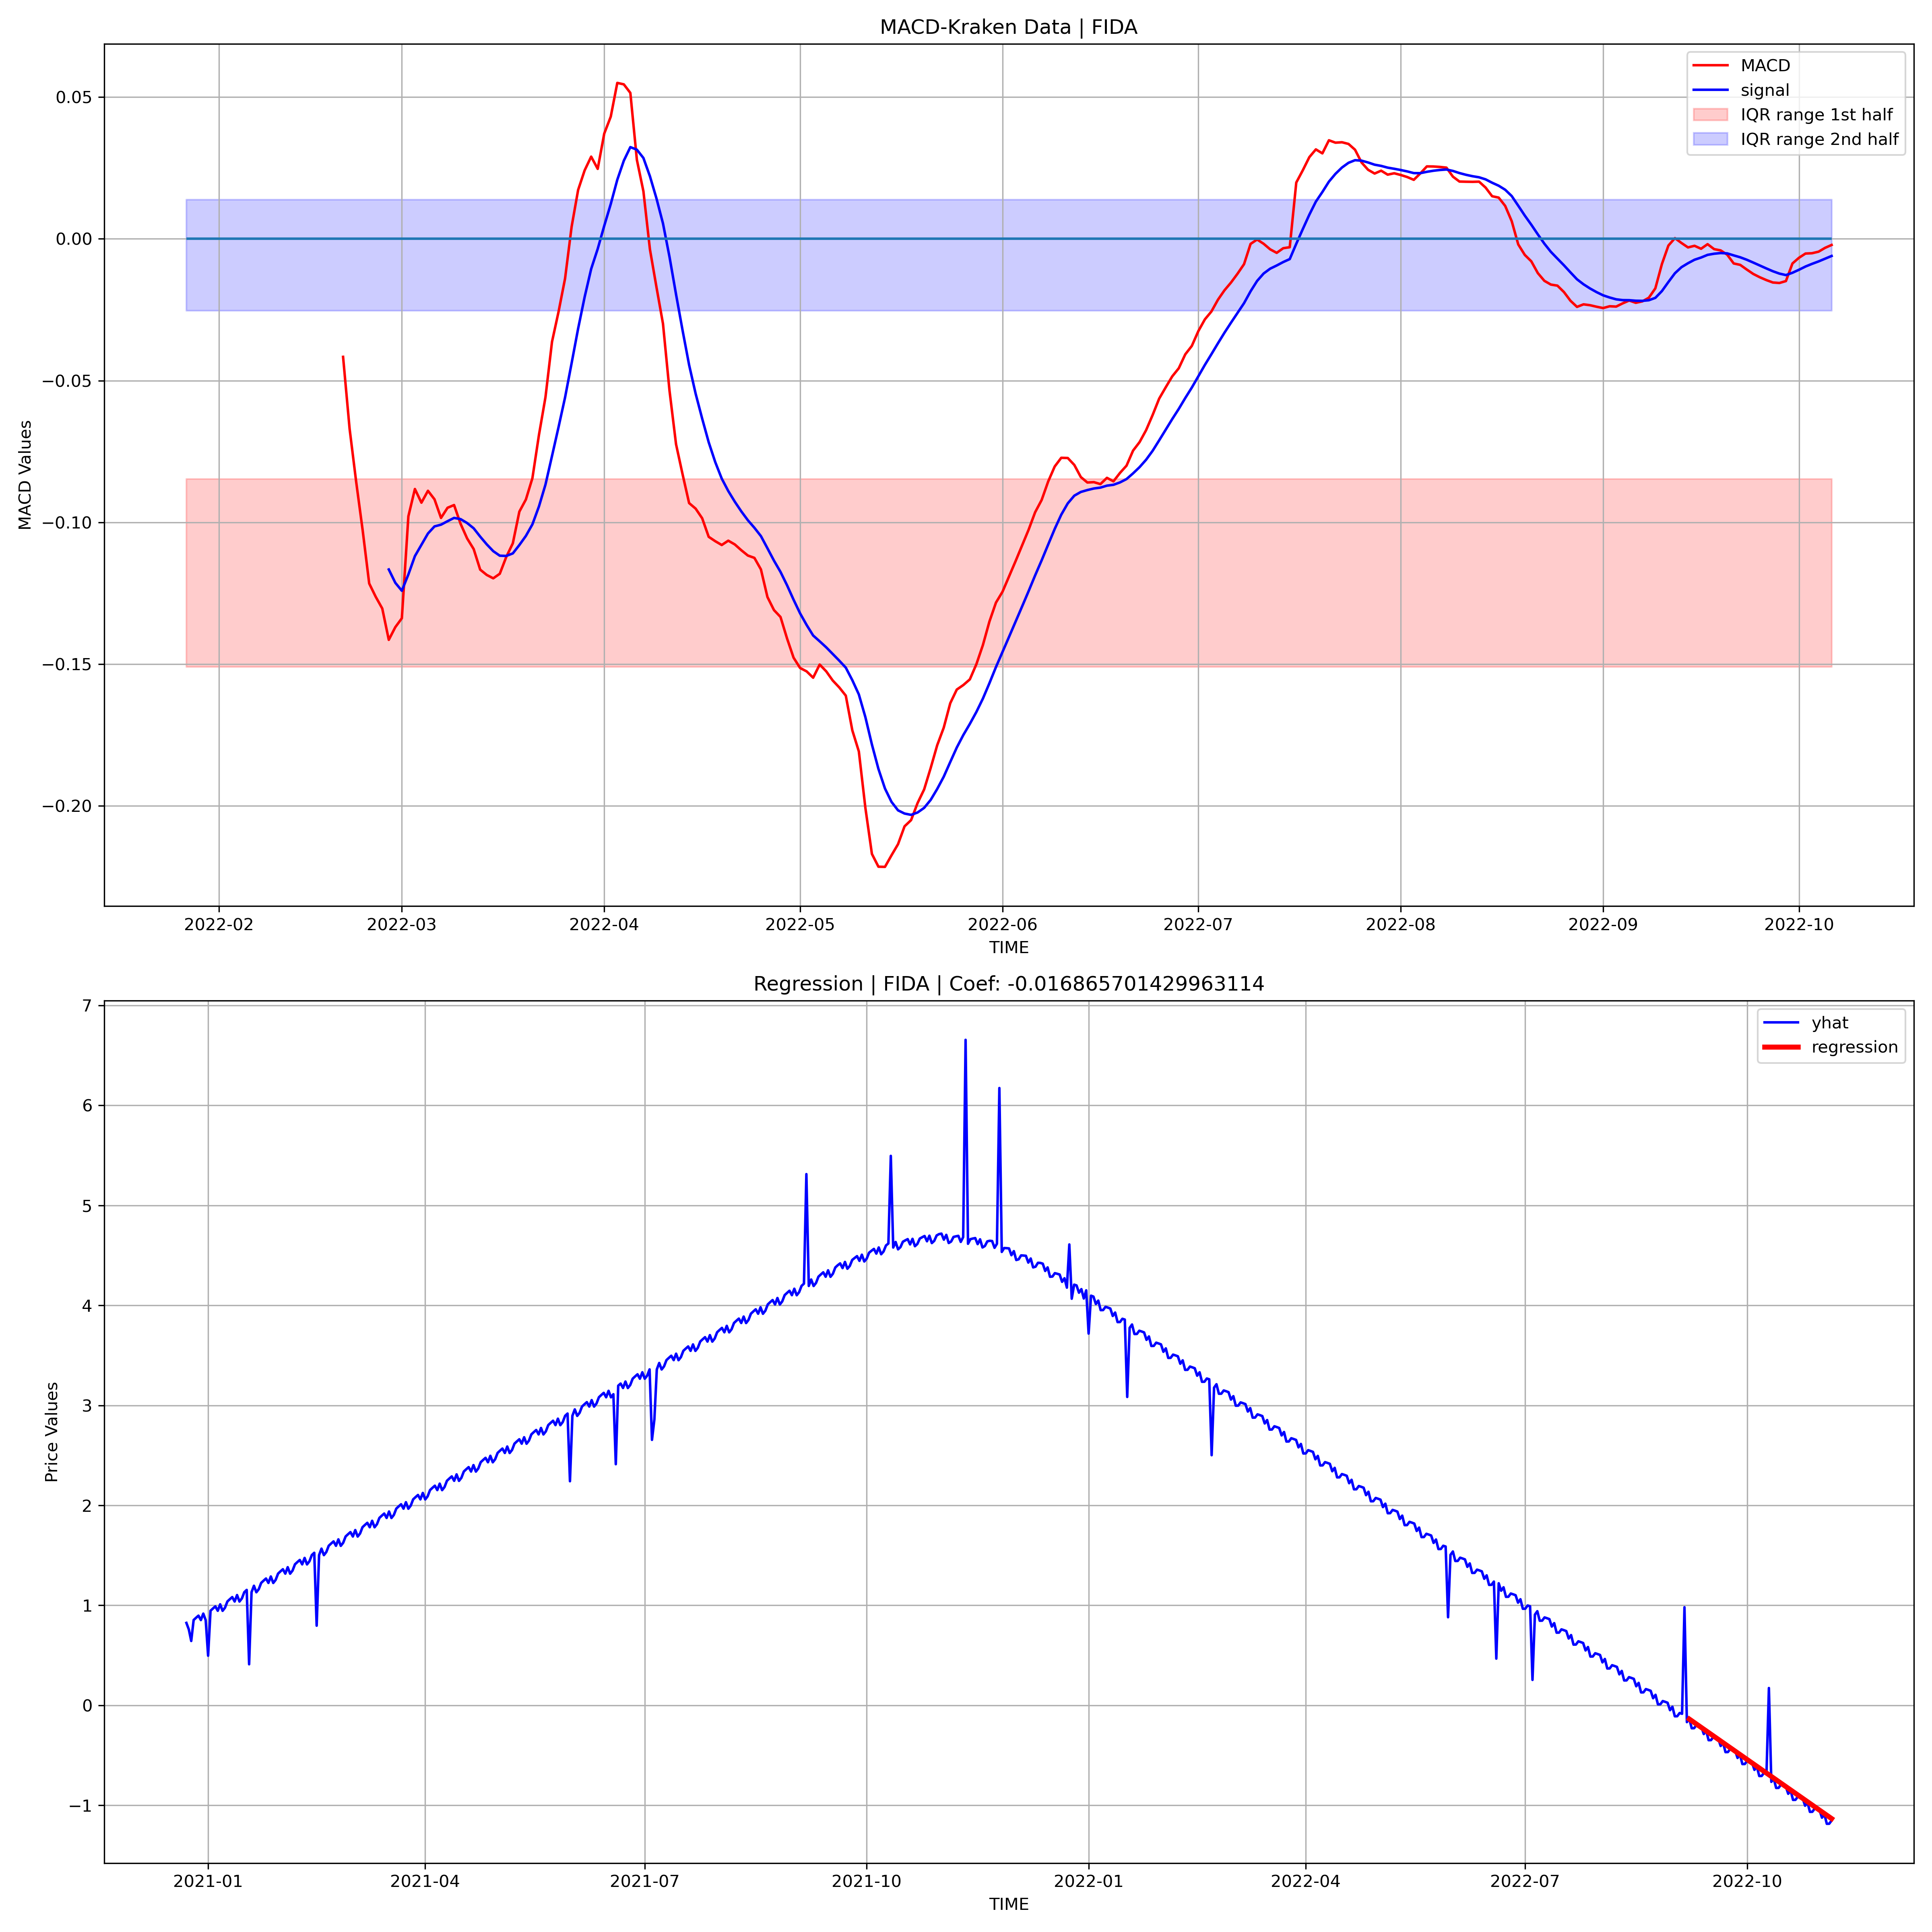 MACD-Kraken Data | FIDA
MACD
signal
IQR range 1st half
IQR range 2nd half
0.05
0.00
−0.05
−0.10
−0.15
−0.20
MACD Values
2022-02 2022-03 2022-04 2022-05 2022-06 2022-07 2022-08 2022-09 2022-10
TIME
Regression | FIDA | Coef: -0.016865701429963114
yhat
regression
7
6
5
4
3
2
1
0
−1
Price Values
2021-01 2021-04 2021-07 2021-10 2022-01 2022-04 2022-07 2022-10
TIME